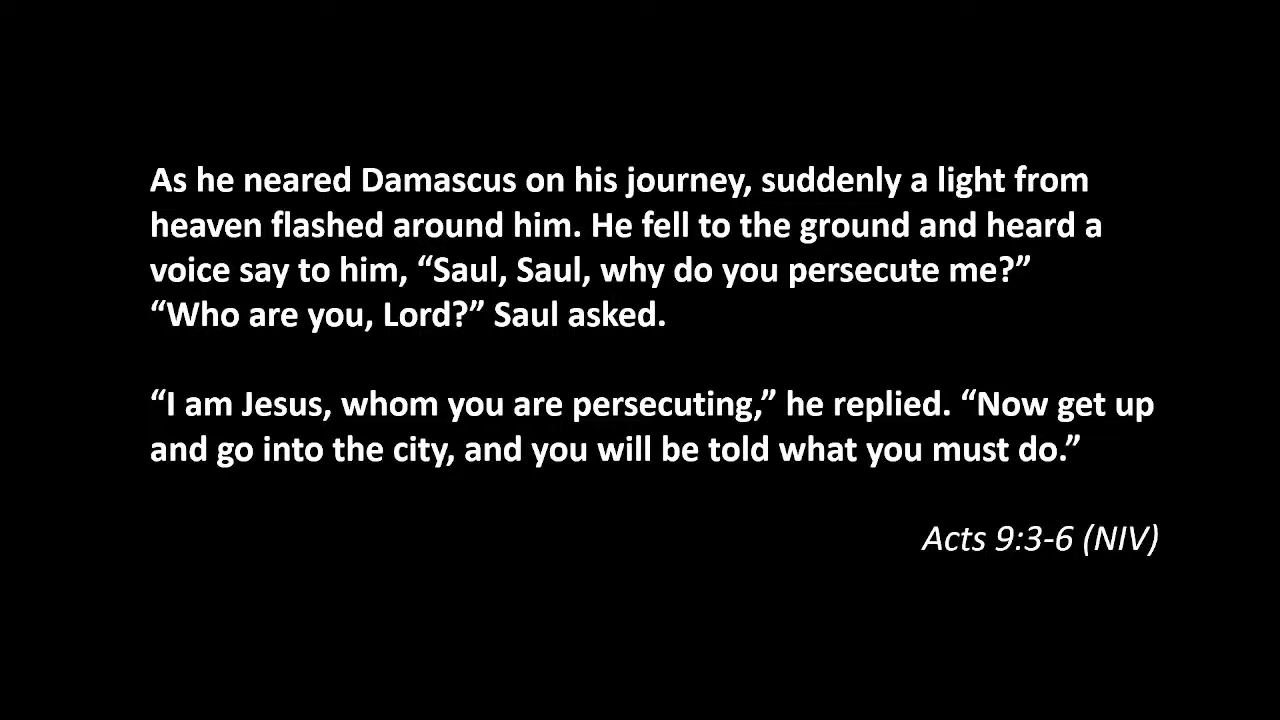 As he neared Damascus on his journey, suddenly a light from
heaven flashed around him. He fell to the ground and heard a
voice say to him, “Saul, Saul, why do you persecute me?”
“Who are you, Lord?” Saul asked.
“I am Jesus, whom you are persecuting,” he replied. “Now get up
and go into the city, and you will be told what you must do.”
Acts 9:3-6 (NIV)